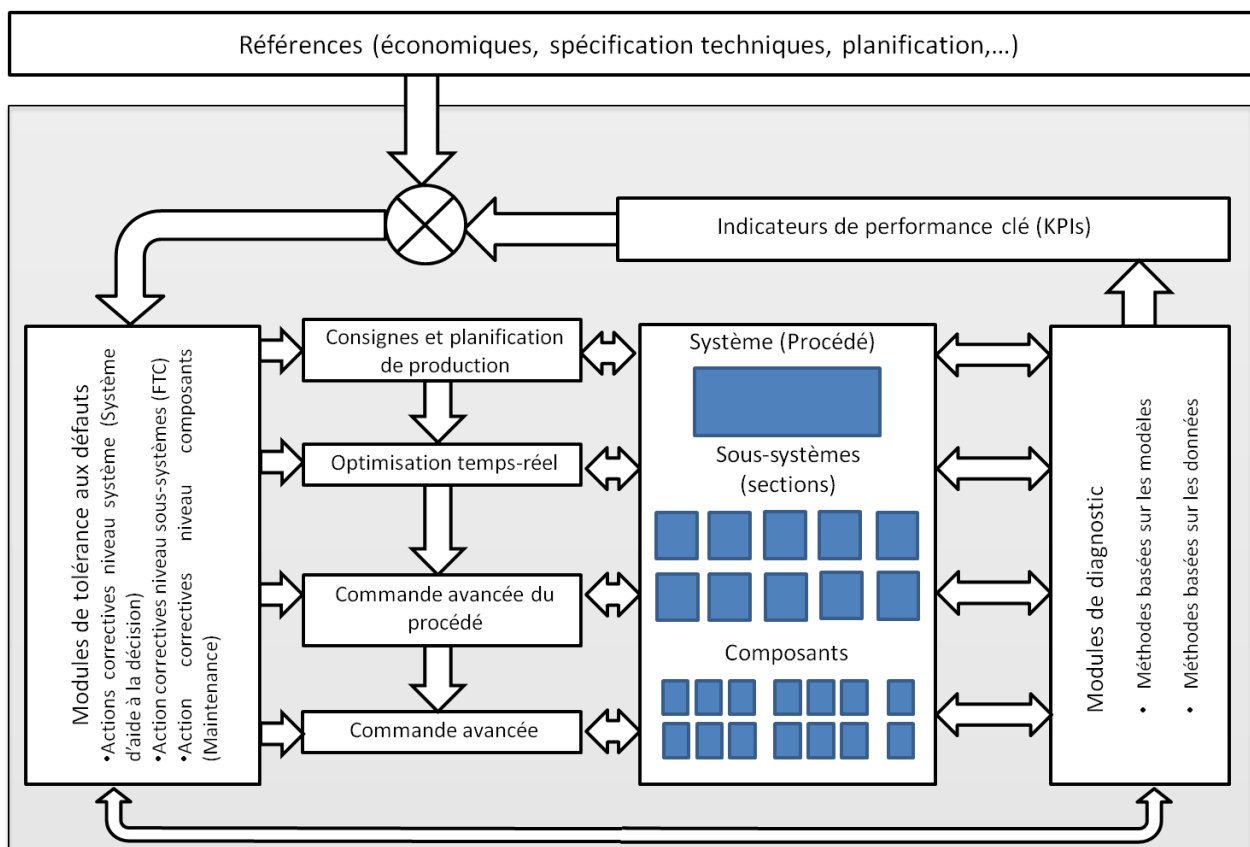 Références (économiques, spécification techniques, planification,...)
Indicateurs de performance clé (KPIs)
Modules de tolérance aux défauts
•Actions correctives niveau système (Système
d'aide à la décision)
•Action correctives niveau sous-systèmes (FTC)
•Action correctives niveau composants
(Maintenance)
Consignes et planification
de production
Optimisation temps-réel
Commande avancée du
procédé
Commande avancée
Système (Procédé)
Sous-systèmes
(sections)
Composants
Modules de diagnostic
• Méthodes basées sur les modèles
• Méthodes basées sur les données